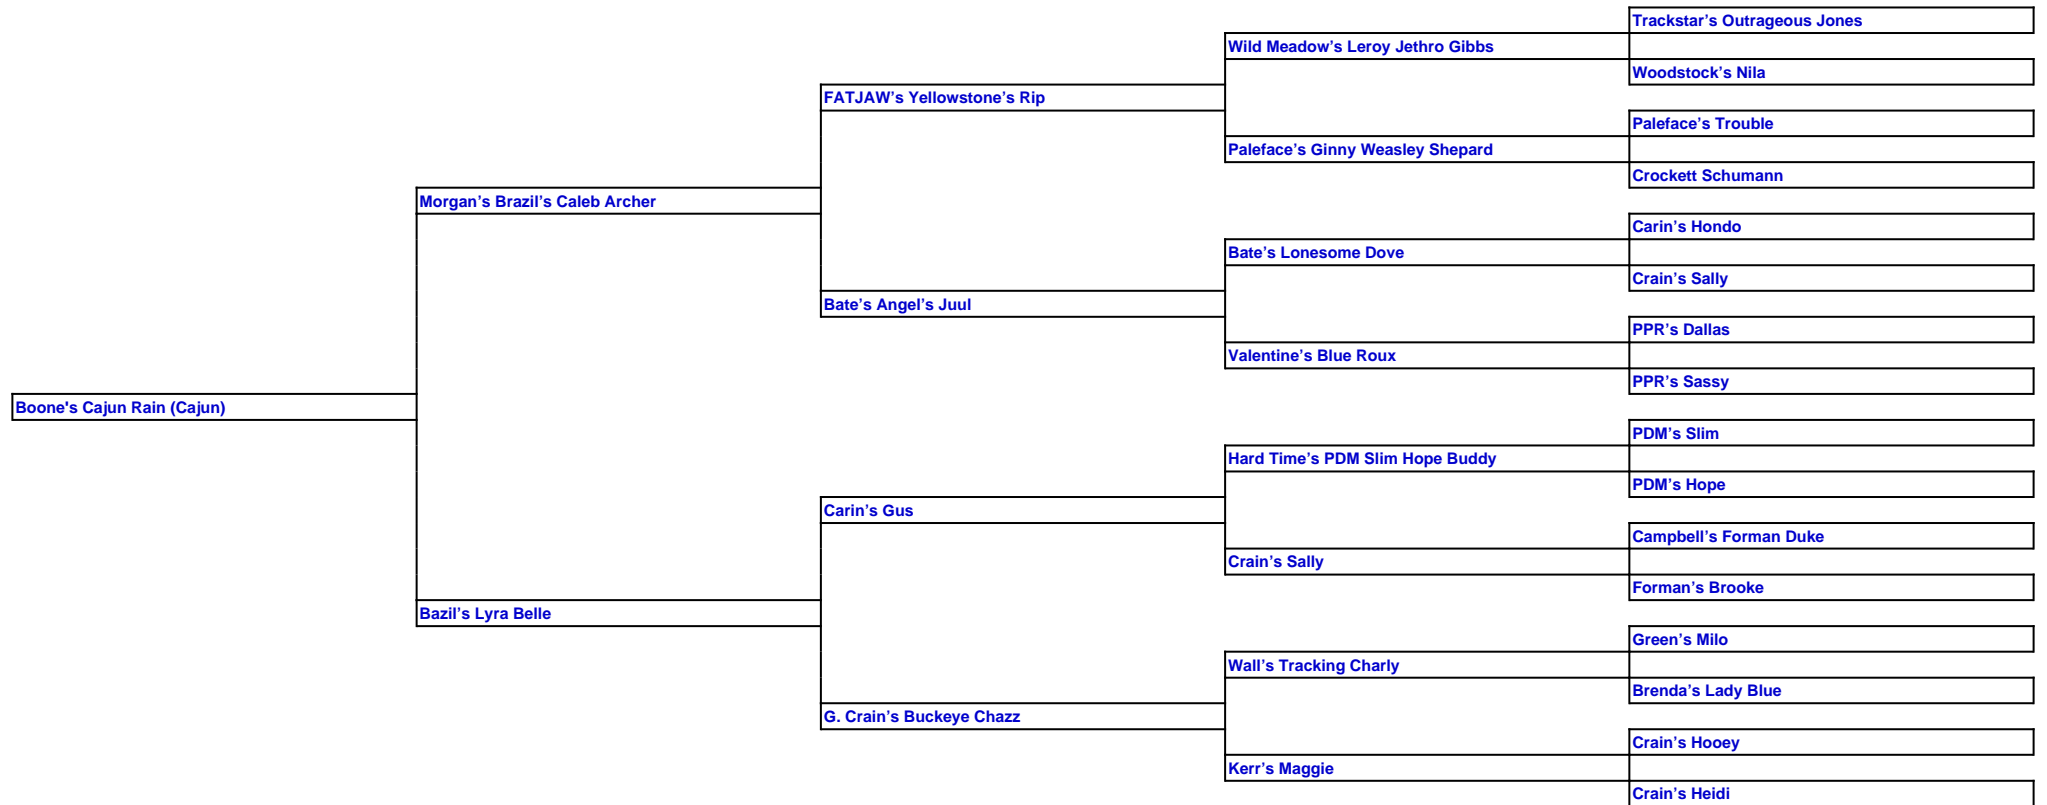 Trackstar’s Outrageous Jones
Wild Meadow’s Leroy Jethro Gibbs
Woodstock’s Nila
FATJAW’s Yellowstone’s Rip
Paleface’s Trouble
Paleface’s Ginny Weasley Shepard
Crockett Schumann
Morgan’s Brazil’s Caleb Archer
Carin’s Hondo
Bate’s Lonesome Dove
Crain’s Sally
Bate’s Angel’s Juul
PPR’s Dallas
Valentine’s Blue Roux
PPR’s Sassy
Boone's Cajun Rain (Cajun)
PDM’s Slim
Hard Time’s PDM Slim Hope Buddy
PDM’s Hope
Carin’s Gus
Campbell’s Forman Duke
Crain’s Sally
Forman’s Brooke
Bazil’s Lyra Belle
Green’s Milo
Wall’s Tracking Charly
Brenda’s Lady Blue
G. Crain’s Buckeye Chazz
Crain’s Hooey
Kerr’s Maggie
Crain’s Heidi